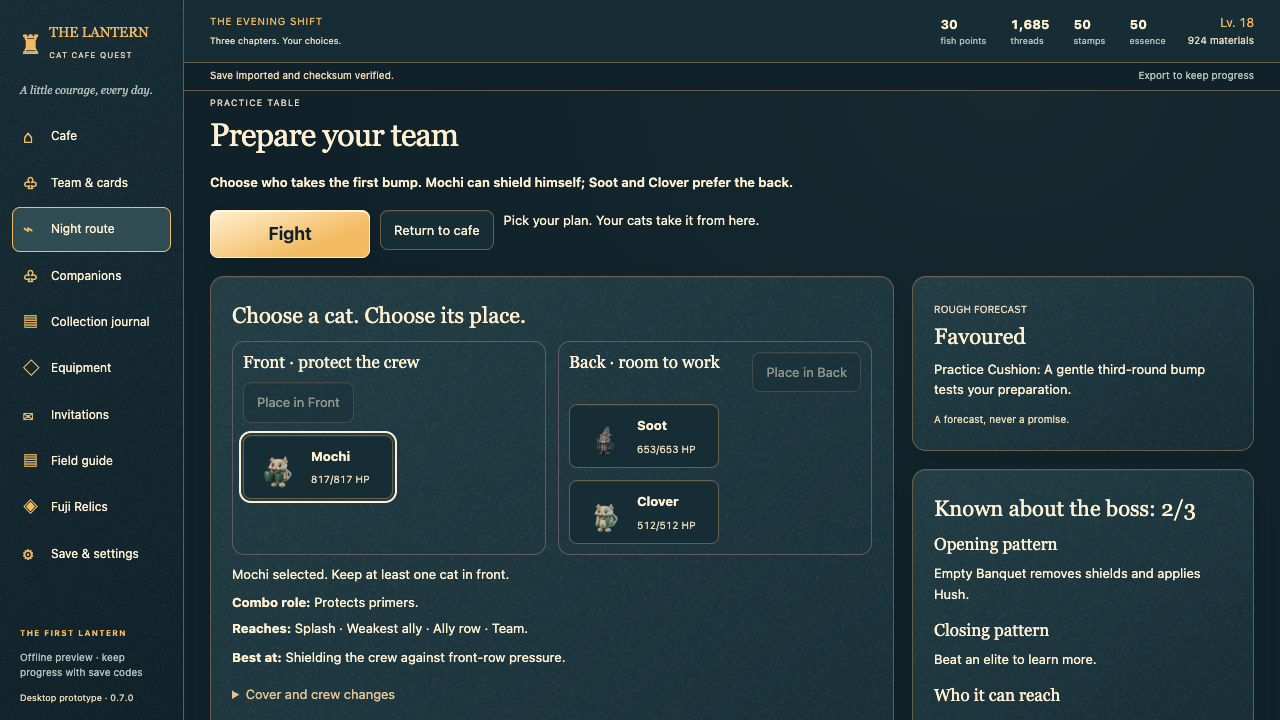 THE LANTERN
CAT CAFE QUEST
A little courage, every day.
Cafe
Team & cards
Night route
Companions
Collection journal
Equipment
Invitations
Field guide
Fuji Relics
Save & settings
THE FIRST LANTERN
Offline preview · keep
progress with save codes
Desktop prototype · 0.7.0
THE EVENING SHIFT
Three chapters. Your choices.
30
fish points
1,685
threads
50
stamps
50
essence
Lv. 18
924 materials
Save imported and checksum verified.
Export to keep progress
PRACTICE TABLE
Prepare your team
Choose who takes the first bump. Mochi can shield himself; Soot and Clover prefer the back.
Fight
Return to cafe
Pick your plan. Your cats take it from here.
Choose a cat. Choose its place.
Front · protect the crew
Place in Front
Mochi
817/817 HP
Back · room to work
Place in Back
Soot
653/653 HP
Clover
512/512 HP
Mochi selected. Keep at least one cat in front.
Combo role: Protects primers.
Reaches: Splash · Weakest ally · Ally row · Team.
Best at: Shielding the crew against front-row pressure.
Cover and crew changes
ROUGH FORECAST
Favoured
Practice Cushion: A gentle third-round bump
tests your preparation.
A forecast, never a promise.
Known about the boss: 2/3
Opening pattern
Empty Banquet removes shields and applies
Hush.
Closing pattern
Beat an elite to learn more.
Who it can reach